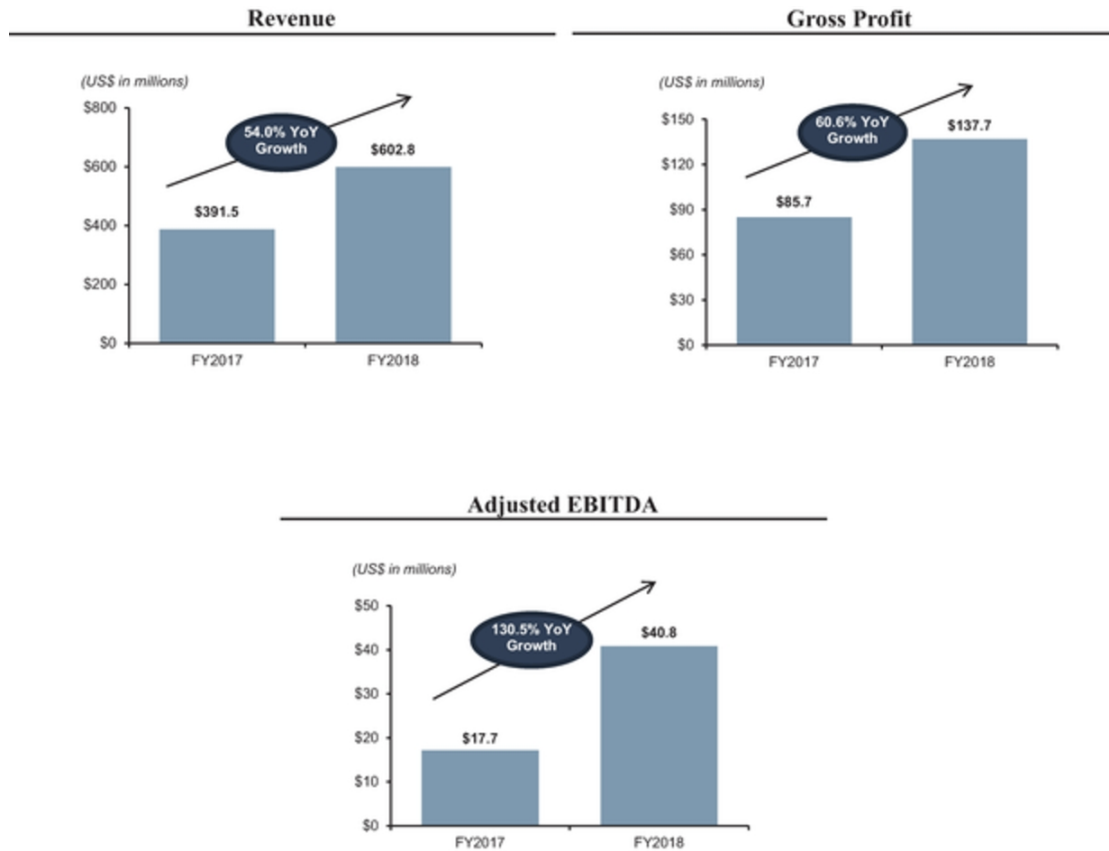 Revenue
(US$ in millions)
$800
$600
$400
$200
$0
54.0% YoY
Growth
$391.5
$602.8
FY2017
FY2018
Gross Profit
(US$ in millions)
$150
$120
$90
$60
$30
$0
60.6% YoY
Growth
$85.7
$137.7
FY2017
FY2018
Adjusted EBITDA
(US$ in millions)
$50
$40
$30
$20
$10
$0
130.5% YoY
Growth
$17.7
$40.8
FY2017
FY2018